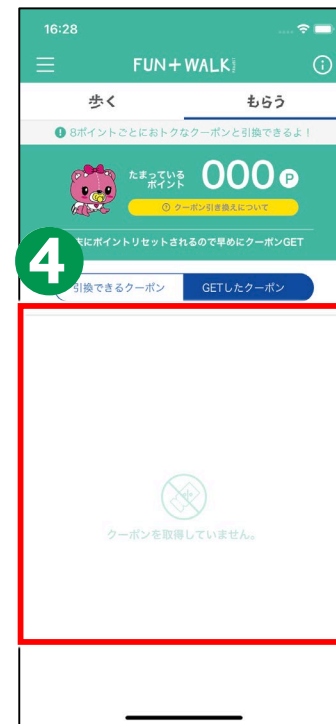 16:28
FUN+WALK
歩く
もらう
8ポイントごとにおトクなクーポンと引換できるよ！
たまっている
ポイント
000 P
クーポン引き換えについて
末にポイントリセットされるので早めにクーポンGET
4
引換できるクーポン
GETしたクーポン
クーポンを取得していません。